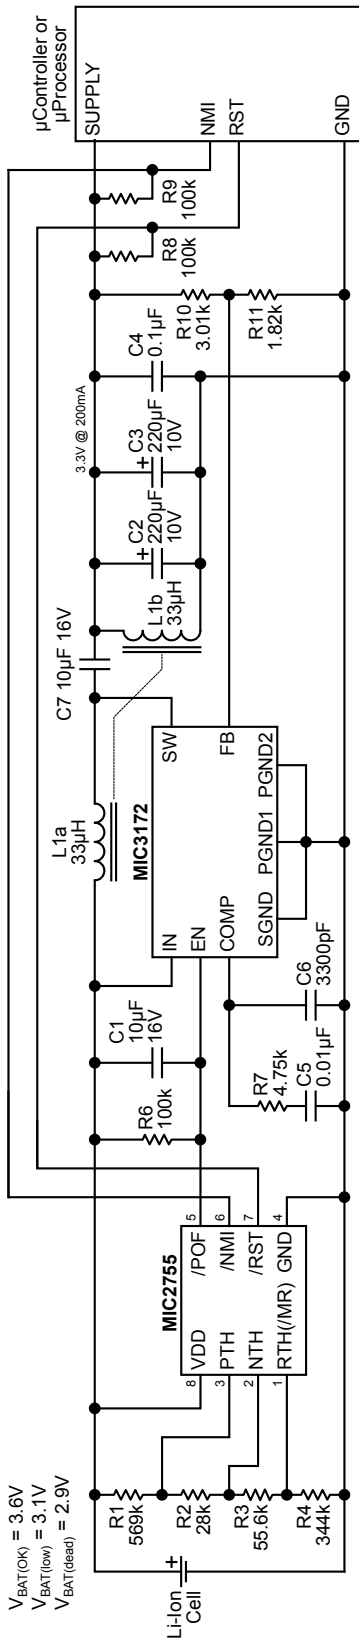 V_BAT(OK) = 3.6V
V_BAT(low) = 3.1V
V_BAT(dead) = 2.9V
Li-Ion
Cell
R1
569k
R2
28k
R3
55.6k
R4
344k
MIC2755
8
VDD
3
PTH
2
NTH
1
RTH(/MR)
/POF
5
/NMI
6
/RST
7
GND
4
R6
100k
C1
10µF
16V
R7
4.75k
C5
0.01µF
C6
3300pF
L1a
33µH
MIC3172
IN
EN
COMP
SW
FB
SGND
PGND1
PGND2
C7 10µF 16V
L1b
33µH
C2
220µF
10V
C3
220µF
10V
3.3V @ 200mA
C4
0.1µF
R10
3.01k
R11
1.82k
R8
100k
R9
100k
µController or
µProcessor
SUPPLY
NMI
RST
GND
+
+
+